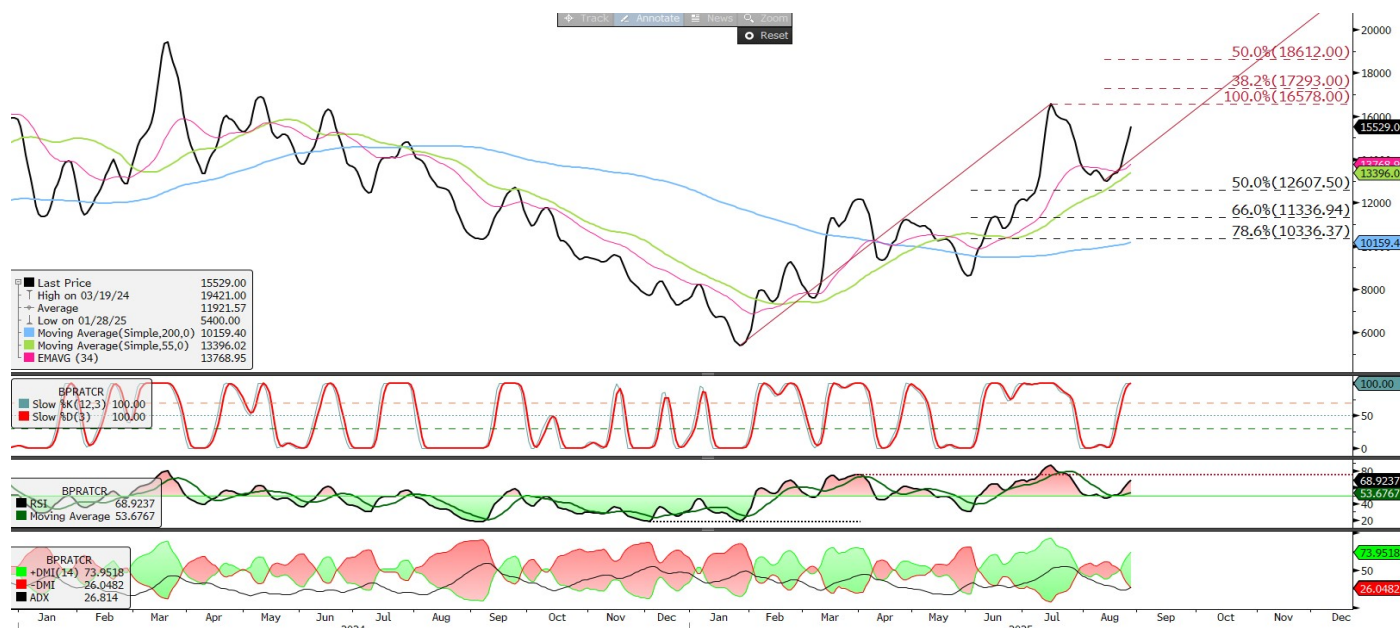 Track Annotate News Zoom
Reset
20000
50.0%(18612.00)
18000
38.2%(17293.00)
100.0%(16578.00)
16000
15529.0
13396.0
50.0%(12607.50)
12000
66.0%(11336.94)
78.6%(10336.37)
10159.4
8000
6000
Last Price 15529.00
High on 03/19/24 19421.00
Average 11921.57
Low on 01/28/25 5400.00
Moving Average(Simple,200,0) 10159.40
Moving Average(Simple,55,0) 13396.02
EMAVG (34) 13768.95
BPRATCR
Slow %K(12,3) 100.00
Slow %D(3) 100.00
100.00
50
0
BPRATCR
RSI 68.9237
Moving Average 53.6767
80
68.9237
53.6767
40
20
BPRATCR
+DMI(14) 73.9518
-DMI 26.0482
ADX 26.814
73.9518
50
26.0482
0
Jan Feb Mar Apr May Jun Jul Aug Sep Oct Nov Dec Jan Feb Mar Apr May Jun Jul Aug Sep Oct Nov Dec